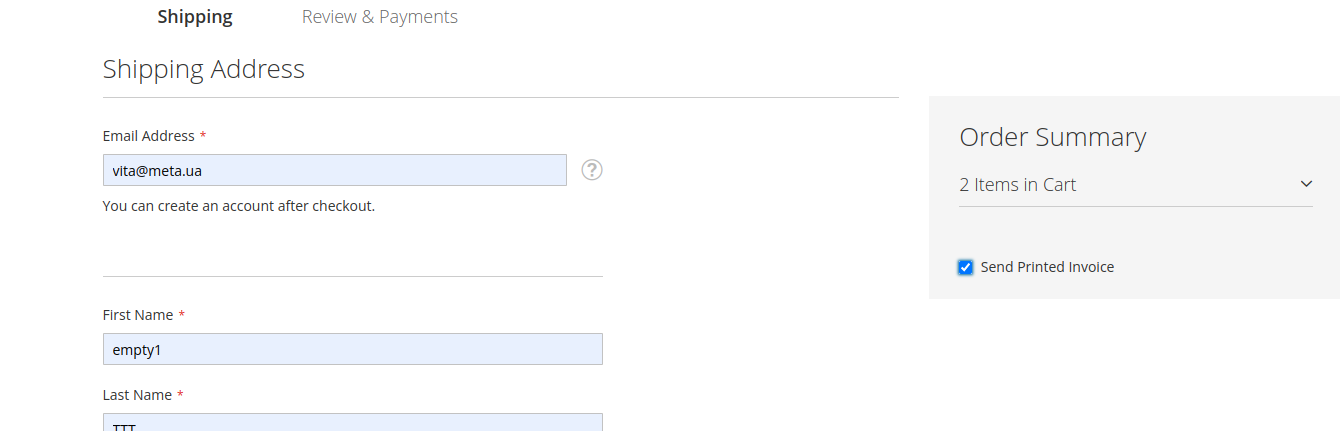 Shipping
Review & Payments
Shipping Address
Email Address *
vita@meta.ua
?
You can create an account after checkout.
First Name *
empty1
Last Name *
TTT
Order Summary
2 Items in Cart
Send Printed Invoice